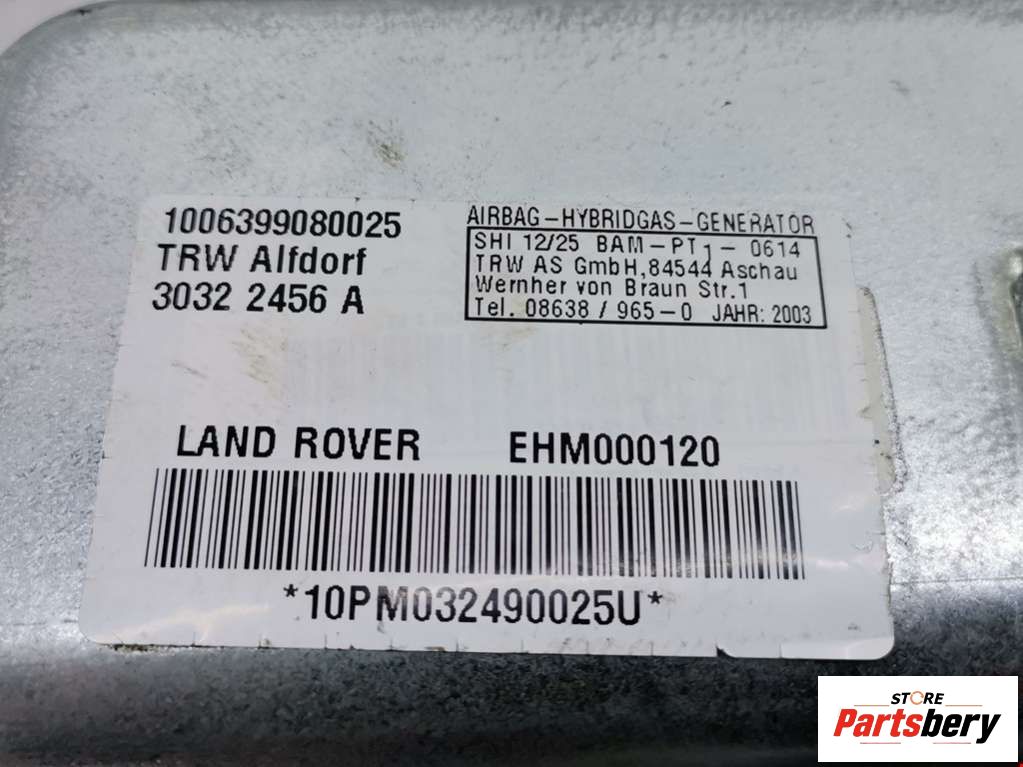 1006399080025
TRW Alfdorf
3032 2456 A
AIRBAG-HYBRIDGAS-GENERATOR
SHI 12/25 BAM-PT1-0614
TRW AS GmbH,84544 Aschau
Wernher von Braun Str.1
Tel. 08638 / 965-0 JAHR: 2003
LAND ROVER EHM000120
*10PM032490025U*
STORE
Partsbery